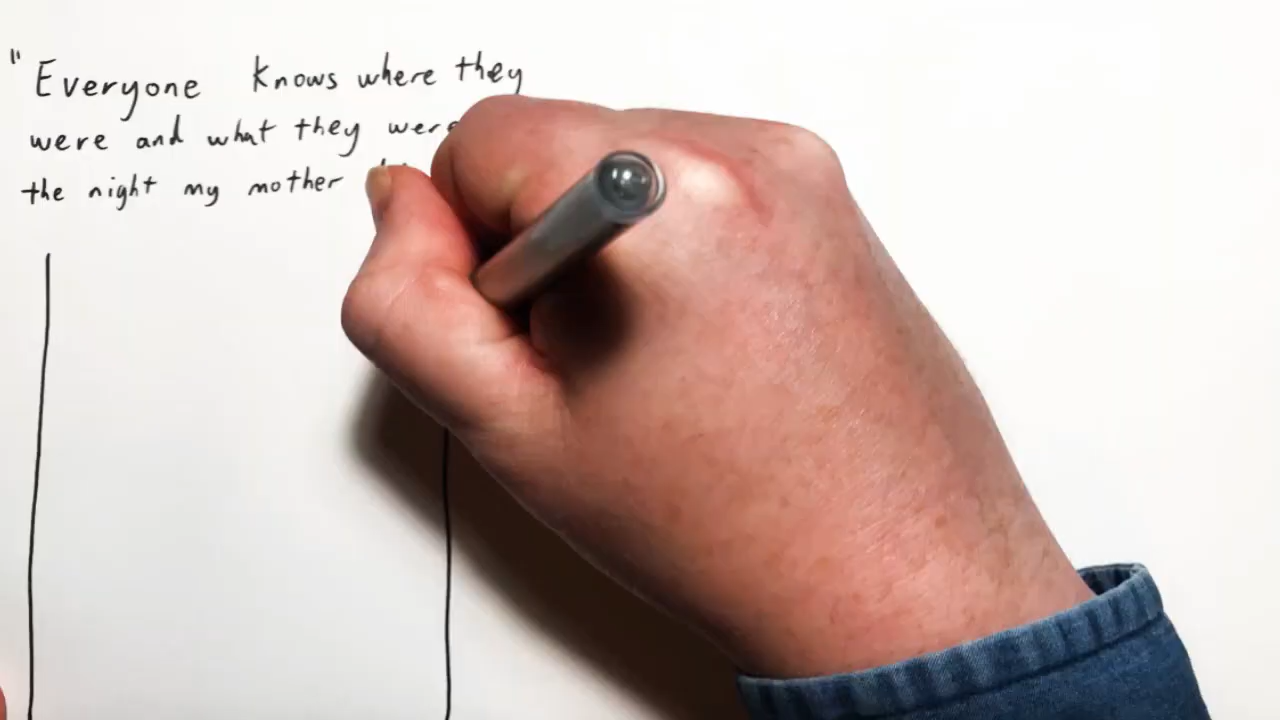 "Everyone knows where they
were and what they were
the night my mother